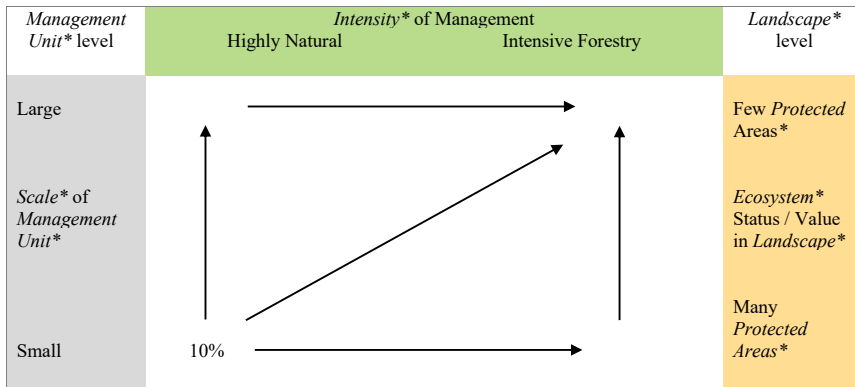 Management
Unit* level
Intensity* of Management
Highly Natural Intensive Forestry
Landscape*
level
Large
Few Protected
Areas*
Scale* of
Management
Unit*
Ecosystem*
Status / Value
in Landscape*
Small
10%
Many
Protected
Areas*